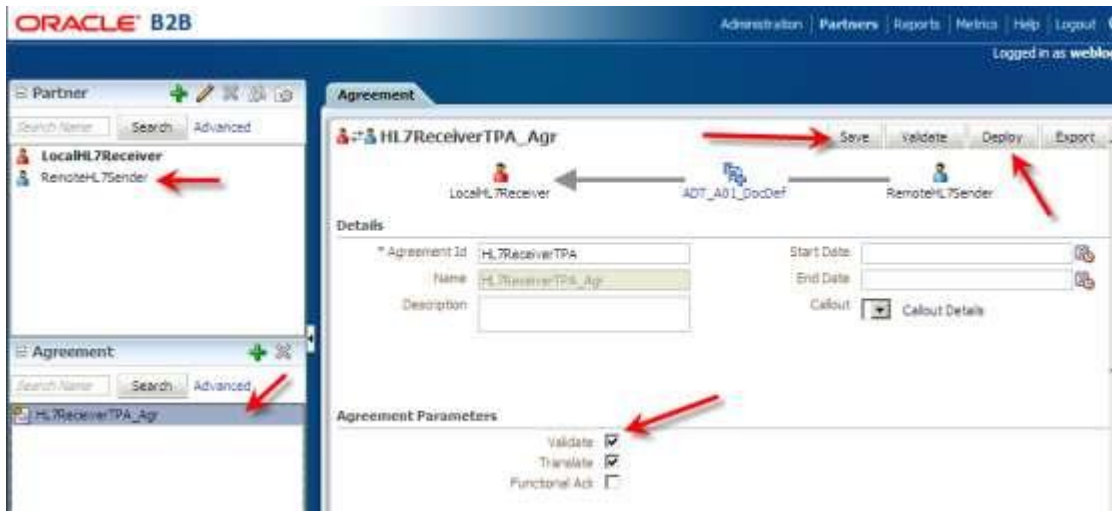 ORACLE B2B
Administration Partners Reports Metrics Help Logout
Logged in as weblo
Partner
Search Name Search Advanced
LocalHL7Receiver
RemoteHL7Sender
Agreement
Search Name Search Advanced
HL7ReceiverTPA_Agr
Agreement
HL7ReceiverTPA_Agr
Save Validate Deploy Export
LocalHL7Receiver ADT_A01_DocDef RemoteHL7Sender
Details
* Agreement Id HL7ReceiverTPA Start Date
Name HL7ReceiverTPA_Agr End Date
Description Callout Callout Details
Agreement Parameters
Validate
Translate
Functional Ack